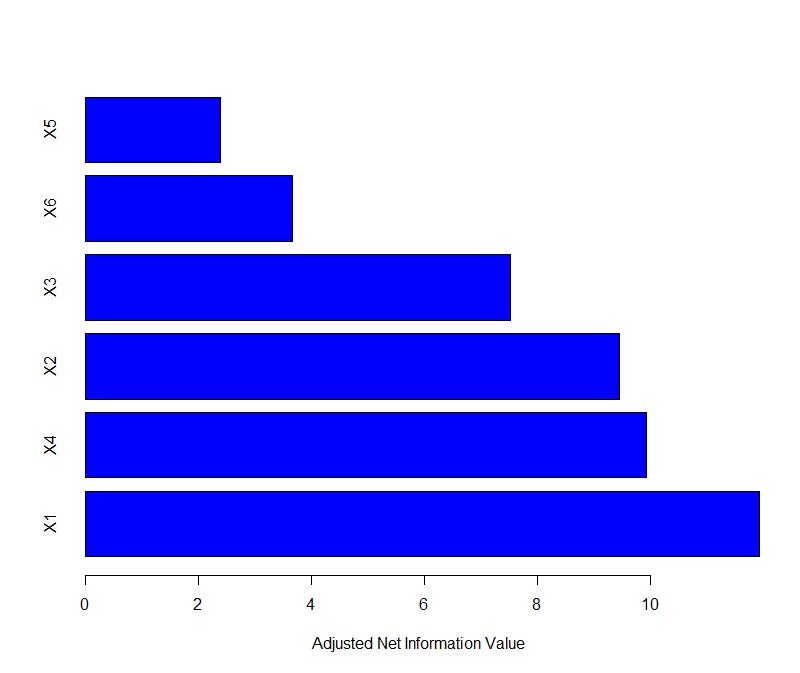 X5
X6
X3
X2
X4
X1
0 2 4 6 8 10
Adjusted Net Information Value